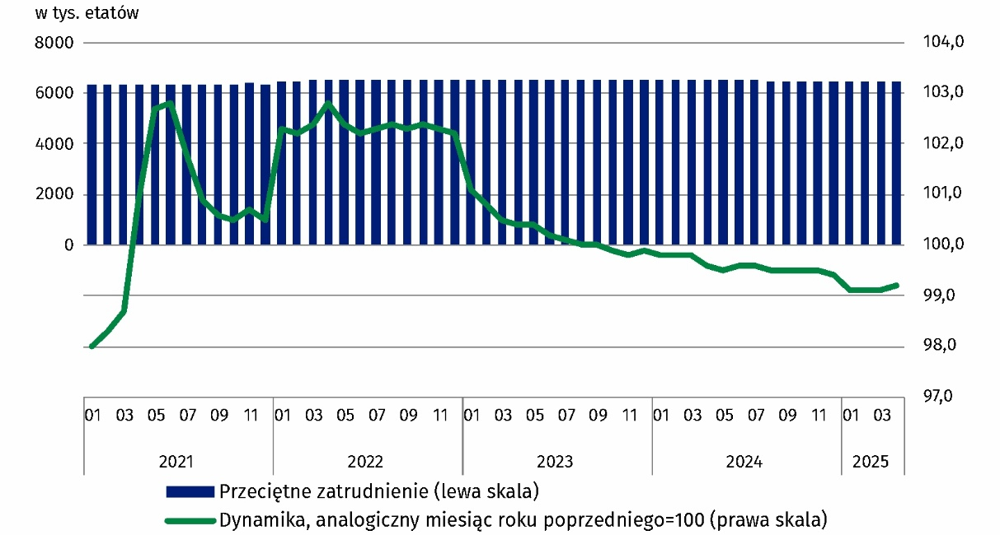 w tys. etatów
8000 104,0
6000 103,0
4000 102,0
2000 101,0
0 100,0
99,0
98,0
97,0
01 03 05 07 09 11 01 03 05 07 09 11 01 03 05 07 09 11 01 03 05 07 09 11 01 03
2021 2022 2023 2024 2025
Przeciętne zatrudnienie (lewa skala)
Dynamika, analogiczny miesiąc roku poprzedniego=100 (prawa skala)